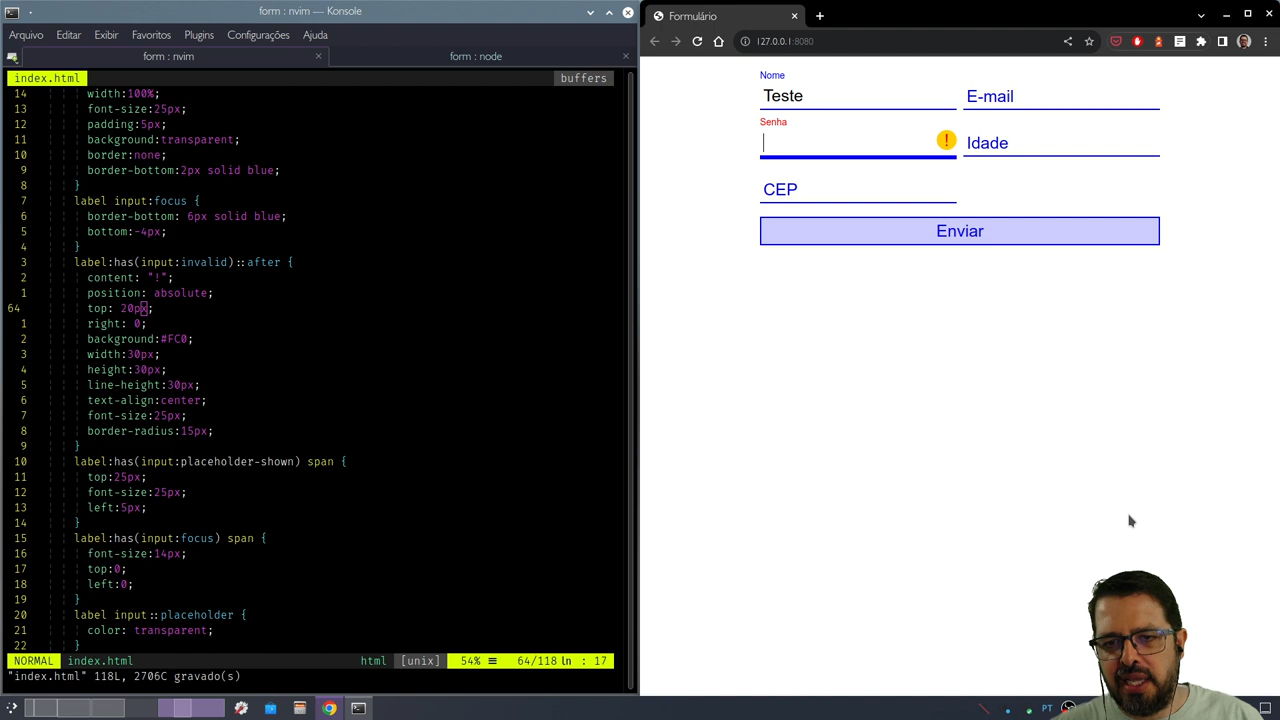 form : nvim — Konsole
Arquivo Editar Exibir Favoritos Plugins Configurações Ajuda
form : nvim
form : node
index.html
buffers
14 width:100%;
13 font-size:25px;
12 padding:5px;
11 background:transparent;
10 border:none;
9 border-bottom:2px solid blue;
8 }
7 label input:focus {
6 border-bottom: 6px solid blue;
5 bottom:-4px;
4 }
3 label:has(input:invalid)::after {
2 content: "!";
1 position: absolute;
64 top: 20px;
1 right: 0;
2 background:#FC0;
3 width:30px;
4 height:30px;
5 line-height:30px;
6 text-align:center;
7 font-size:25px;
8 border-radius:15px;
9 }
10 label:has(input:placeholder-shown) span {
11 top:25px;
12 font-size:25px;
13 left:5px;
14 }
15 label:has(input:focus) span {
16 font-size:14px;
17 top:0;
18 left:0;
19 }
20 label input::placeholder {
21 color: transparent;
22 }
NORMAL index.html html [unix] 54% ≡ 64/118 ln : 17
"index.html" 118L, 2706C gravado(s)
Formulário
127.0.0.1:8080
Nome
Teste
E-mail
Senha
!
Idade
CEP
Enviar
PT